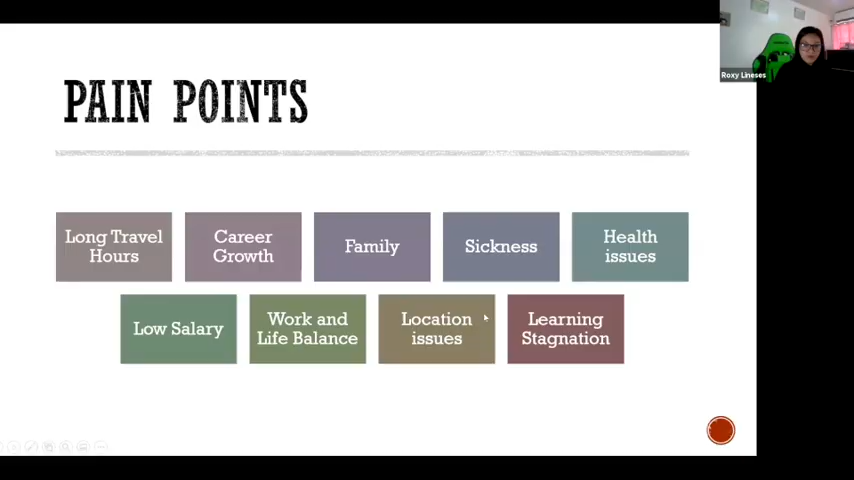 Roxy Lineses
PAIN POINTS
Long Travel
Hours
Career
Growth
Family
Sickness
Health
issues
Low Salary
Work and
Life Balance
Location
issues
Learning
Stagnation